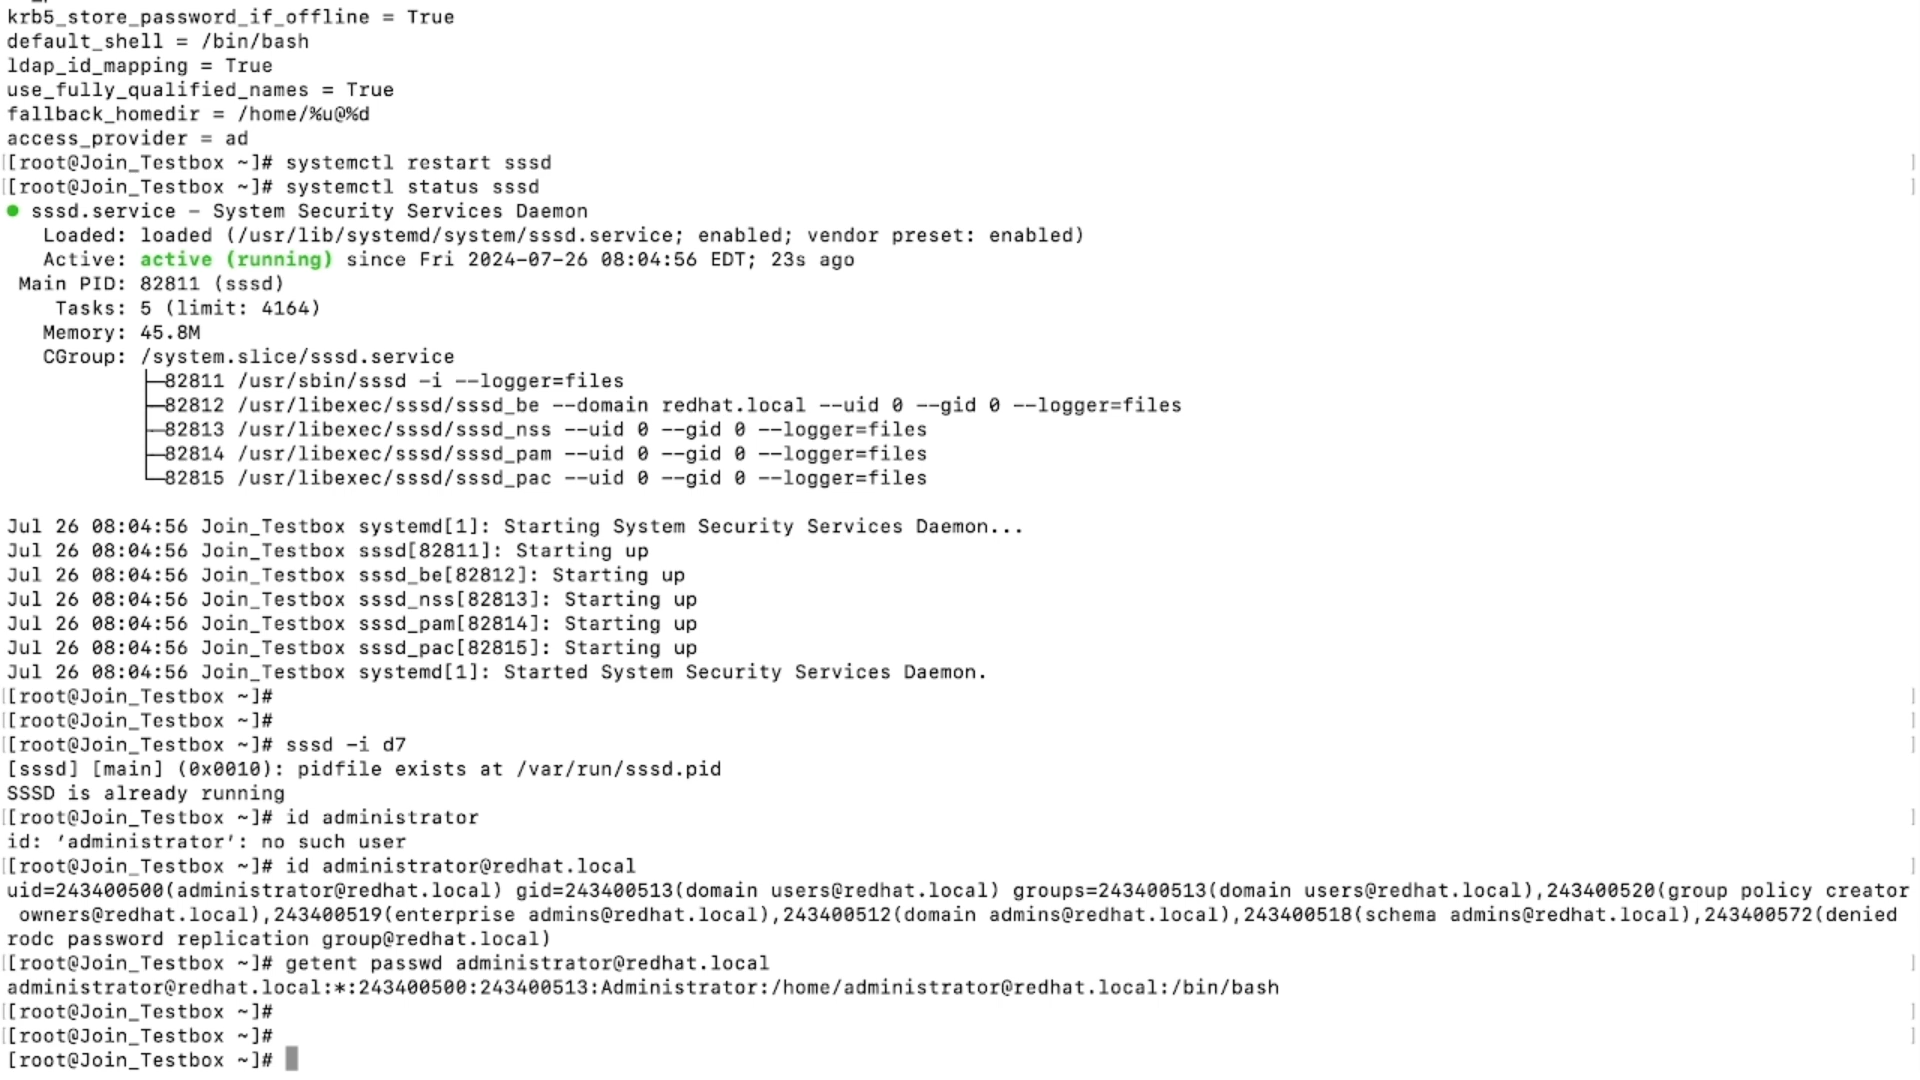 krb5_store_password_if_offline = True
default_shell = /bin/bash
ldap_id_mapping = True
use_fully_qualified_names = True
fallback_homedir = /home/%u@%d
access_provider = ad
[[root@Join_Testbox ~]# systemctl restart sssd ]
[[root@Join_Testbox ~]# systemctl status sssd ]
● sssd.service - System Security Services Daemon
Loaded: loaded (/usr/lib/systemd/system/sssd.service; enabled; vendor preset: enabled)
Active: active (running) since Fri 2024-07-26 08:04:56 EDT; 23s ago
Main PID: 82811 (sssd)
Tasks: 5 (limit: 4164)
Memory: 45.8M
CGroup: /system.slice/sssd.service
├─82811 /usr/sbin/sssd -i --logger=files
├─82812 /usr/libexec/sssd/sssd_be --domain redhat.local --uid 0 --gid 0 --logger=files
├─82813 /usr/libexec/sssd/sssd_nss --uid 0 --gid 0 --logger=files
├─82814 /usr/libexec/sssd/sssd_pam --uid 0 --gid 0 --logger=files
└─82815 /usr/libexec/sssd/sssd_pac --uid 0 --gid 0 --logger=files
Jul 26 08:04:56 Join_Testbox systemd[1]: Starting System Security Services Daemon...
Jul 26 08:04:56 Join_Testbox sssd[82811]: Starting up
Jul 26 08:04:56 Join_Testbox sssd_be[82812]: Starting up
Jul 26 08:04:56 Join_Testbox sssd_nss[82813]: Starting up
Jul 26 08:04:56 Join_Testbox sssd_pam[82814]: Starting up
Jul 26 08:04:56 Join_Testbox sssd_pac[82815]: Starting up
Jul 26 08:04:56 Join_Testbox systemd[1]: Started System Security Services Daemon.
[[root@Join_Testbox ~]# ]
[[root@Join_Testbox ~]# ]
[[root@Join_Testbox ~]# sssd -i d7 ]
[sssd] [main] (0x0010): pidfile exists at /var/run/sssd.pid
SSSD is already running
[[root@Join_Testbox ~]# id administrator ]
id: ‘administrator’: no such user
[[root@Join_Testbox ~]# id administrator@redhat.local ]
uid=243400500(administrator@redhat.local) gid=243400513(domain users@redhat.local) groups=243400513(domain users@redhat.local),243400520(group policy creator
owners@redhat.local),243400519(enterprise admins@redhat.local),243400512(domain admins@redhat.local),243400518(schema admins@redhat.local),243400572(denied
rodc password replication group@redhat.local)
[[root@Join_Testbox ~]# getent passwd administrator@redhat.local ]
administrator@redhat.local:*:243400500:243400513:Administrator:/home/administrator@redhat.local:/bin/bash
[[root@Join_Testbox ~]# ]
[[root@Join_Testbox ~]# ]
[root@Join_Testbox ~]#